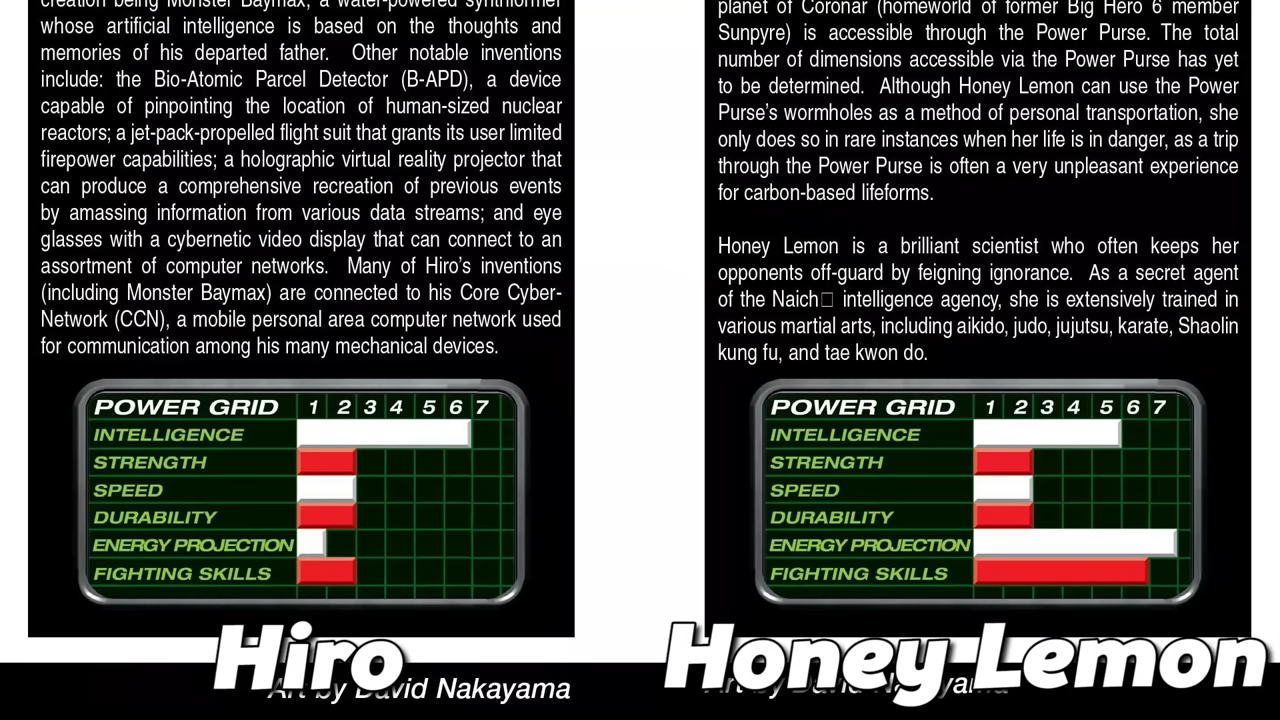 creation being Monster Baymax, a water-powered synthformer
whose artificial intelligence is based on the thoughts and
memories of his departed father. Other notable inventions
include: the Bio-Atomic Parcel Detector (B-APD), a device
capable of pinpointing the location of human-sized nuclear
reactors; a jet-pack-propelled flight suit that grants its user limited
firepower capabilities; a holographic virtual reality projector that
can produce a comprehensive recreation of previous events
by amassing information from various data streams; and eye
glasses with a cybernetic video display that can connect to an
assortment of computer networks. Many of Hiro's inventions
(including Monster Baymax) are connected to his Core Cyber-
Network (CCN), a mobile personal area computer network used
for communication among his many mechanical devices.
POWER GRID 1 2 3 4 5 6 7
INTELLIGENCE
STRENGTH
SPEED
DURABILITY
ENERGY PROJECTION
FIGHTING SKILLS
Hiro
Art by David Nakayama
planet of Coronar (homeworld of former Big Hero 6 member
Sunpyre) is accessible through the Power Purse. The total
number of dimensions accessible via the Power Purse has yet
to be determined. Although Honey Lemon can use the Power
Purse's wormholes as a method of personal transportation, she
only does so in rare instances when her life is in danger, as a trip
through the Power Purse is often a very unpleasant experience
for carbon-based lifeforms.
Honey Lemon is a brilliant scientist who often keeps her
opponents off-guard by feigning ignorance. As a secret agent
of the Naich□ intelligence agency, she is extensively trained in
various martial arts, including aikido, judo, jujutsu, karate, Shaolin
kung fu, and tae kwon do.
POWER GRID 1 2 3 4 5 6 7
INTELLIGENCE
STRENGTH
SPEED
DURABILITY
ENERGY PROJECTION
FIGHTING SKILLS
Honey Lemon
Art by David Nakayama